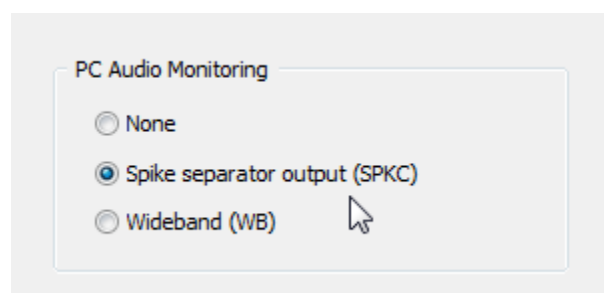 PC Audio Monitoring
None
Spike separator output (SPKC)
Wideband (WB)